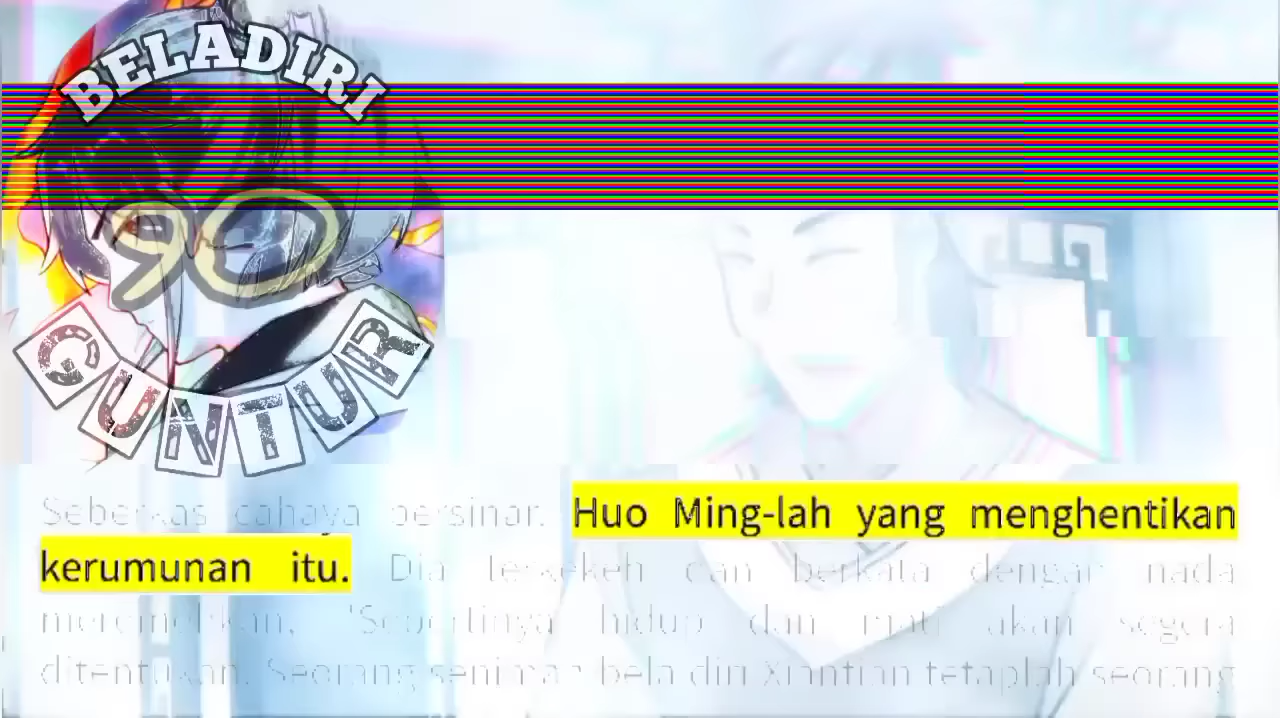 BELADIRI
90
GUNTUR
Seberkas cahaya bersinar. Huo Ming-lah yang menghentikan
kerumunan itu. Dia terkekeh dan berkata dengan nada
meremehkan, "Sepertinya hidup dan mati akan segera
ditentukan. Seorang seniman bela diri Xiantian tetaplah seorang